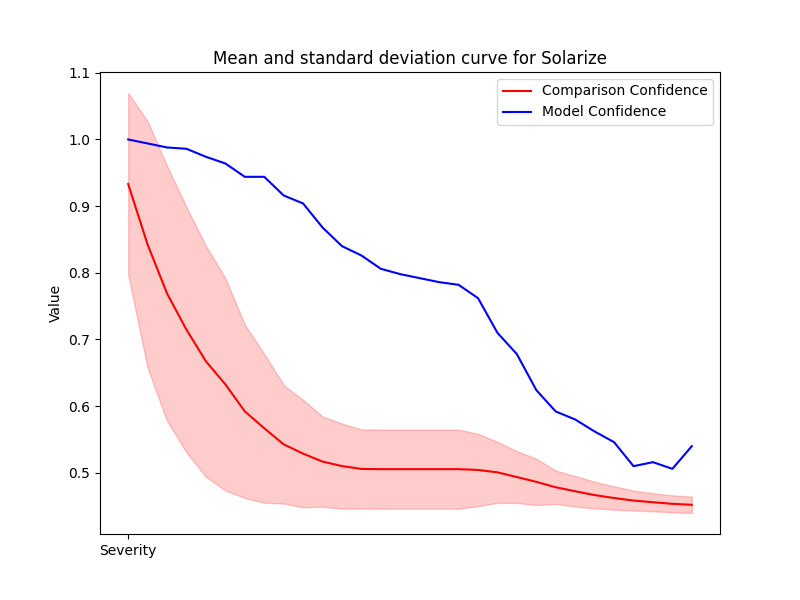 Mean and standard deviation curve for Solarize
Comparison Confidence
Model Confidence
1.1
1.0
0.9
0.8
0.7
0.6
0.5
Value
Severity